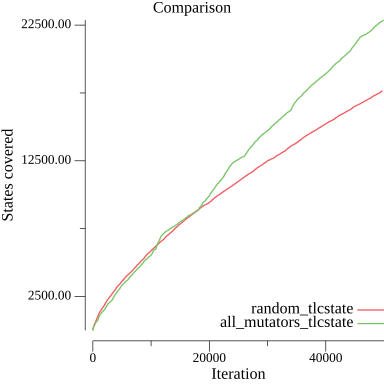 Comparison
22500.00
12500.00
2500.00
States covered
random_tlcstate
all_mutators_tlcstate
0
20000
40000
Iteration